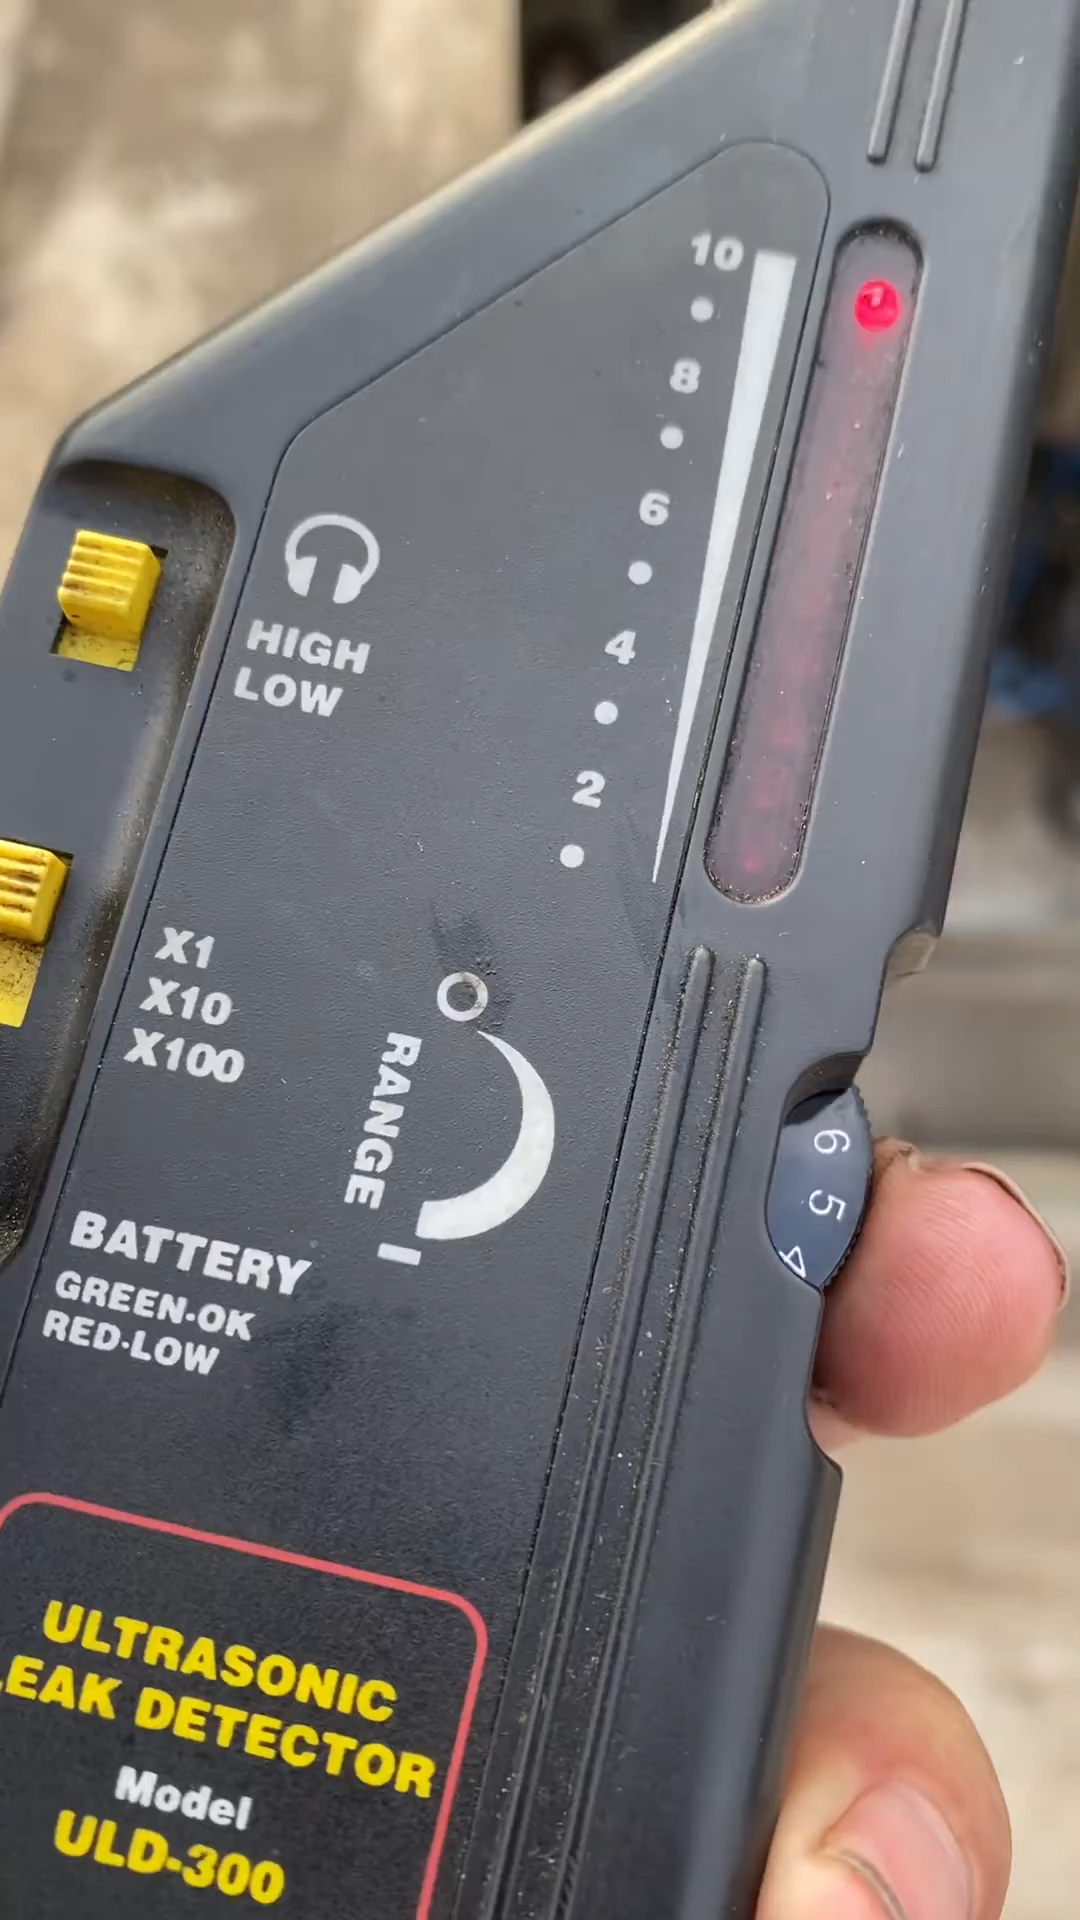 10
8
6
4
2
HIGH
LOW
X1
X10
X100
RANGE
6
5
4
BATTERY
GREEN-OK
RED-LOW
ULTRASONIC
LEAK DETECTOR
Model
ULD-300